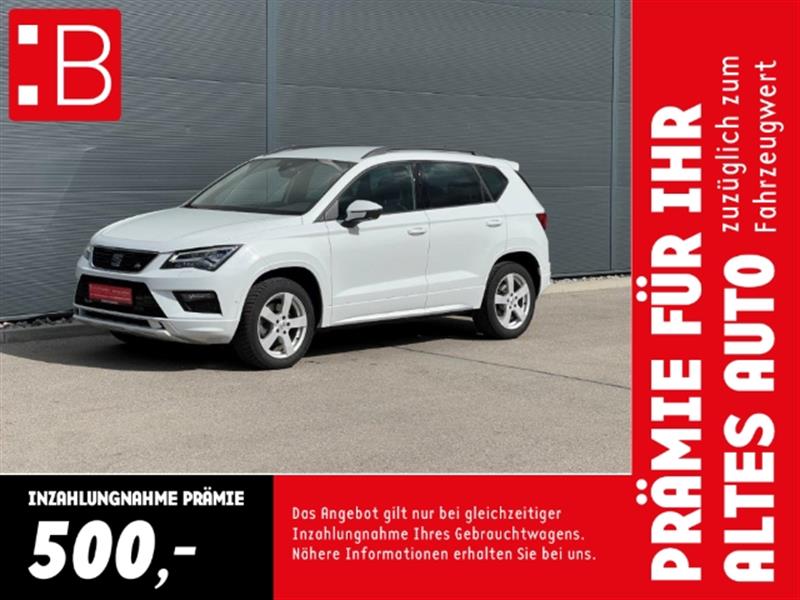 B
PRÄMIE FÜR IHR
ALTES AUTO
zuzüglich zum
Fahrzeugwert
INZAHLUNGNAHME PRÄMIE
500,-
Das Angebot gilt nur bei gleichzeitiger
Inzahlungnahme Ihres Gebrauchtwagens.
Nähere Informationen erhalten Sie bei uns.